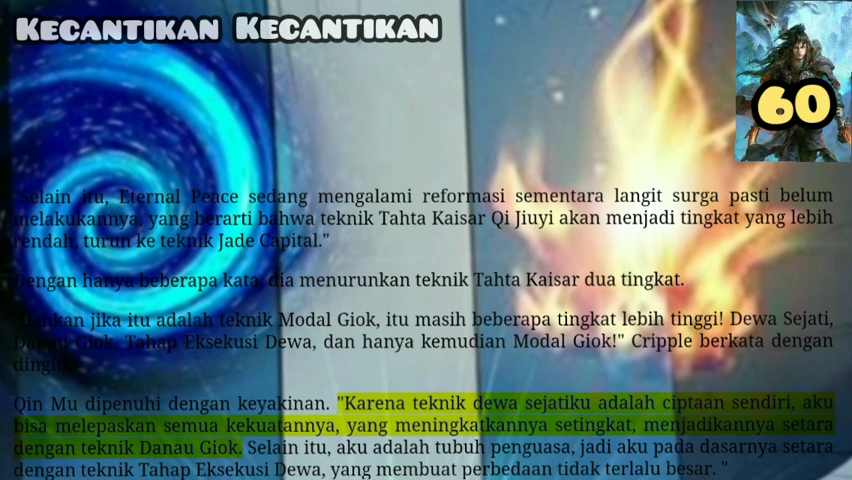 Kecantikan Kecantikan
60
"Selain itu, Eternal Peace sedang mengalami reformasi sementara langit surga pasti belum
melakukannya, yang berarti bahwa teknik Tahta Kaisar Qi Jiuyi akan menjadi tingkat yang lebih
rendah, turun ke teknik Jade Capital."
Dengan hanya beberapa kata, dia menurunkan teknik Tahta Kaisar dua tingkat.
"Bahkan jika itu adalah teknik Modal Giok, itu masih beberapa tingkat lebih tinggi! Dewa Sejati,
Danau Giok, Tahap Eksekusi Dewa, dan hanya kemudian Modal Giok!" Cripple berkata dengan
dingin.
Qin Mu dipenuhi dengan keyakinan. "Karena teknik dewa sejatiku adalah ciptaan sendiri, aku
bisa melepaskan semua kekuatannya, yang meningkatkannya setingkat, menjadikannya setara
dengan teknik Danau Giok. Selain itu, aku adalah tubuh penguasa, jadi aku pada dasarnya setara
dengan teknik Tahap Eksekusi Dewa, yang membuat perbedaan tidak terlalu besar. "